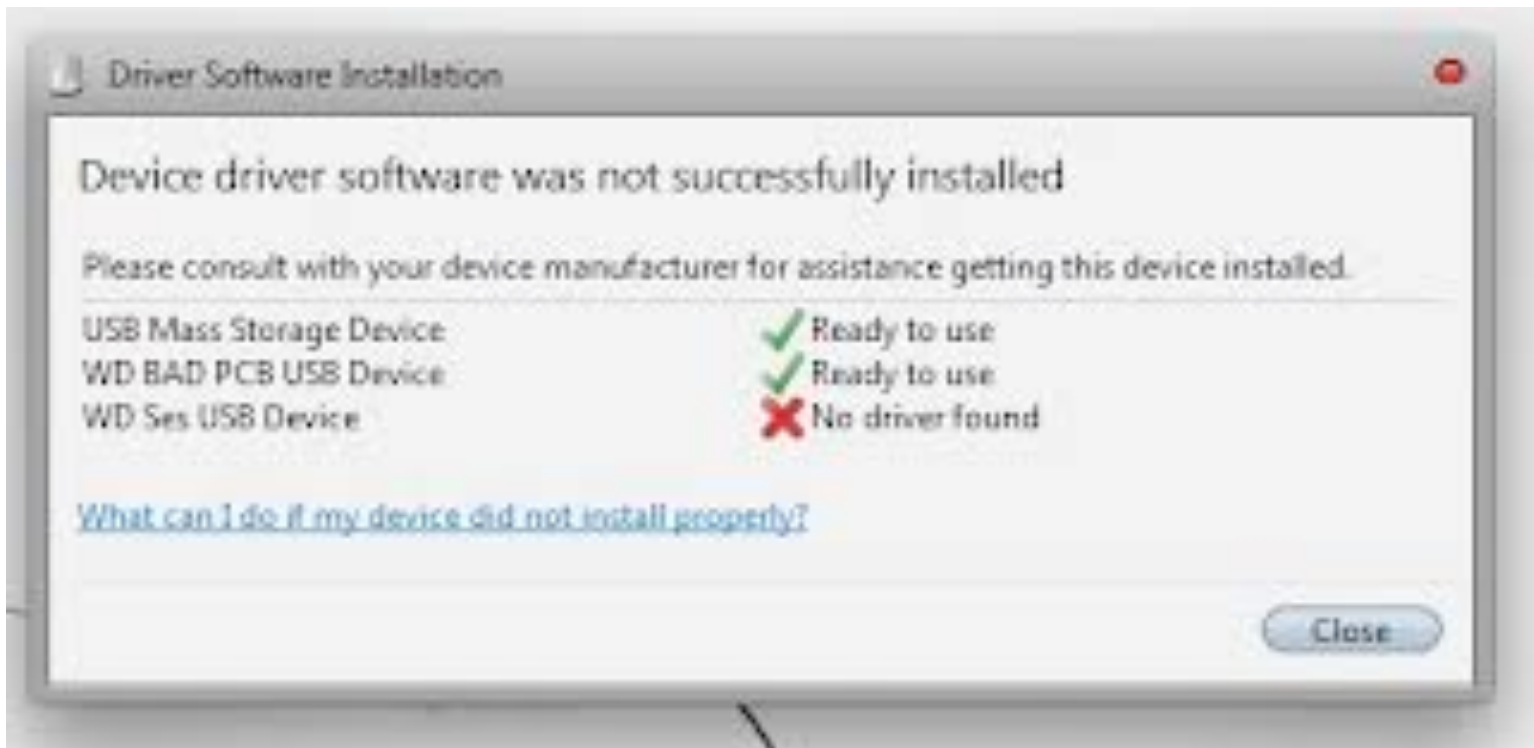 Driver Software Installation
Device driver software was not successfully installed
Please consult with your device manufacturer for assistance getting this device installed.
USB Mass Storage Device Ready to use
WD BAD PCB USB Device Ready to use
WD Ses USB Device No driver found
What can I do if my device did not install properly?
Close